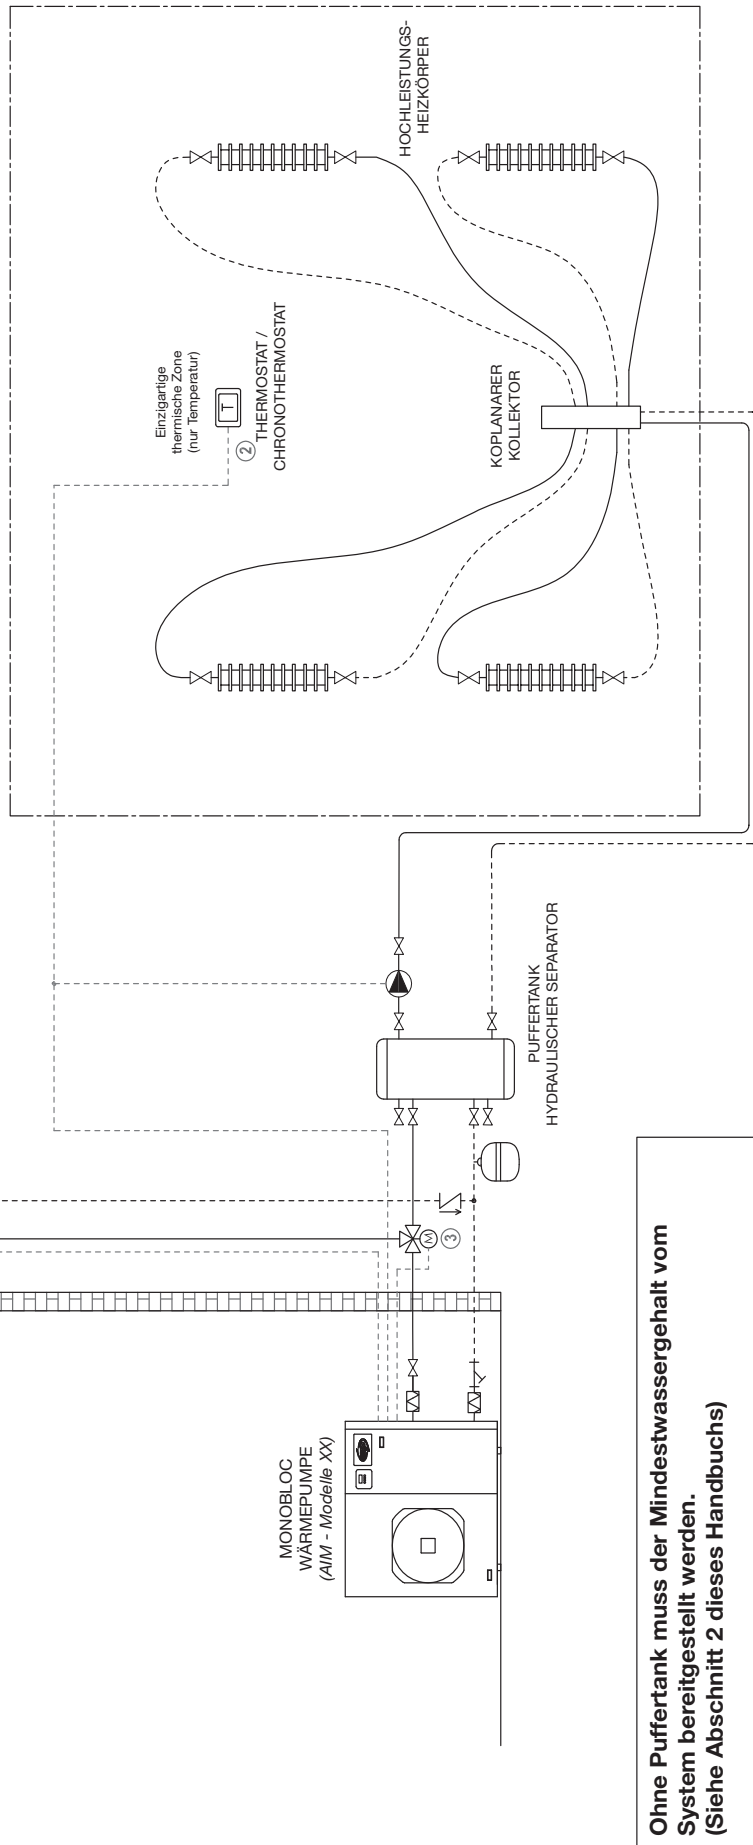 MONOBLOC
WÄRMEPUMPE
(AIM - Modelle XX)
M
3
PUFFERTANK
HYDRAULISCHER SEPARATOR
Einzigartige
thermische Zone
(nur Temperatur)
T
2
THERMOSTAT /
CHRONOTHERMOSTAT
KOPLANARER
KOLLEKTOR
HOCHLEISTUNGS-
HEIZKÖRPER
Ohne Puffertank muss der Mindestwassergehalt vom
System bereitgestellt werden.
(Siehe Abschnitt 2 dieses Handbuchs)